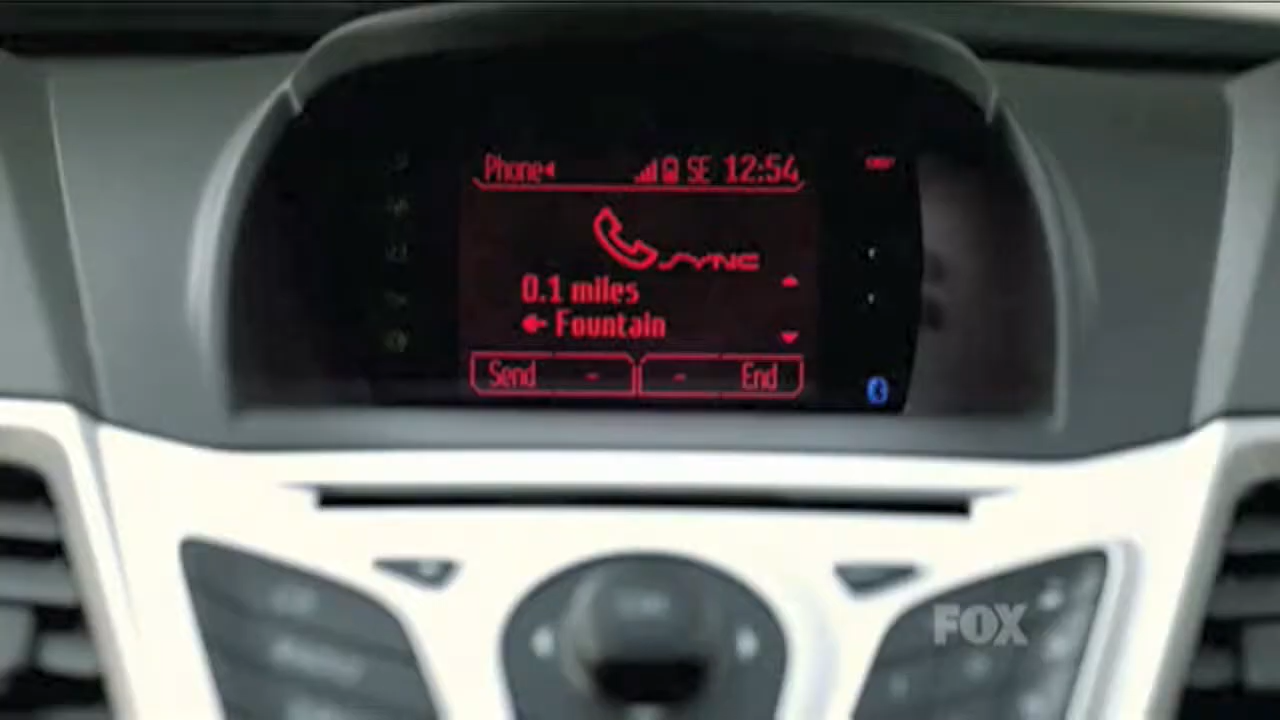 Phone SE 12:54
SYNC
0.1 miles
Fountain
Send - - End
FOX